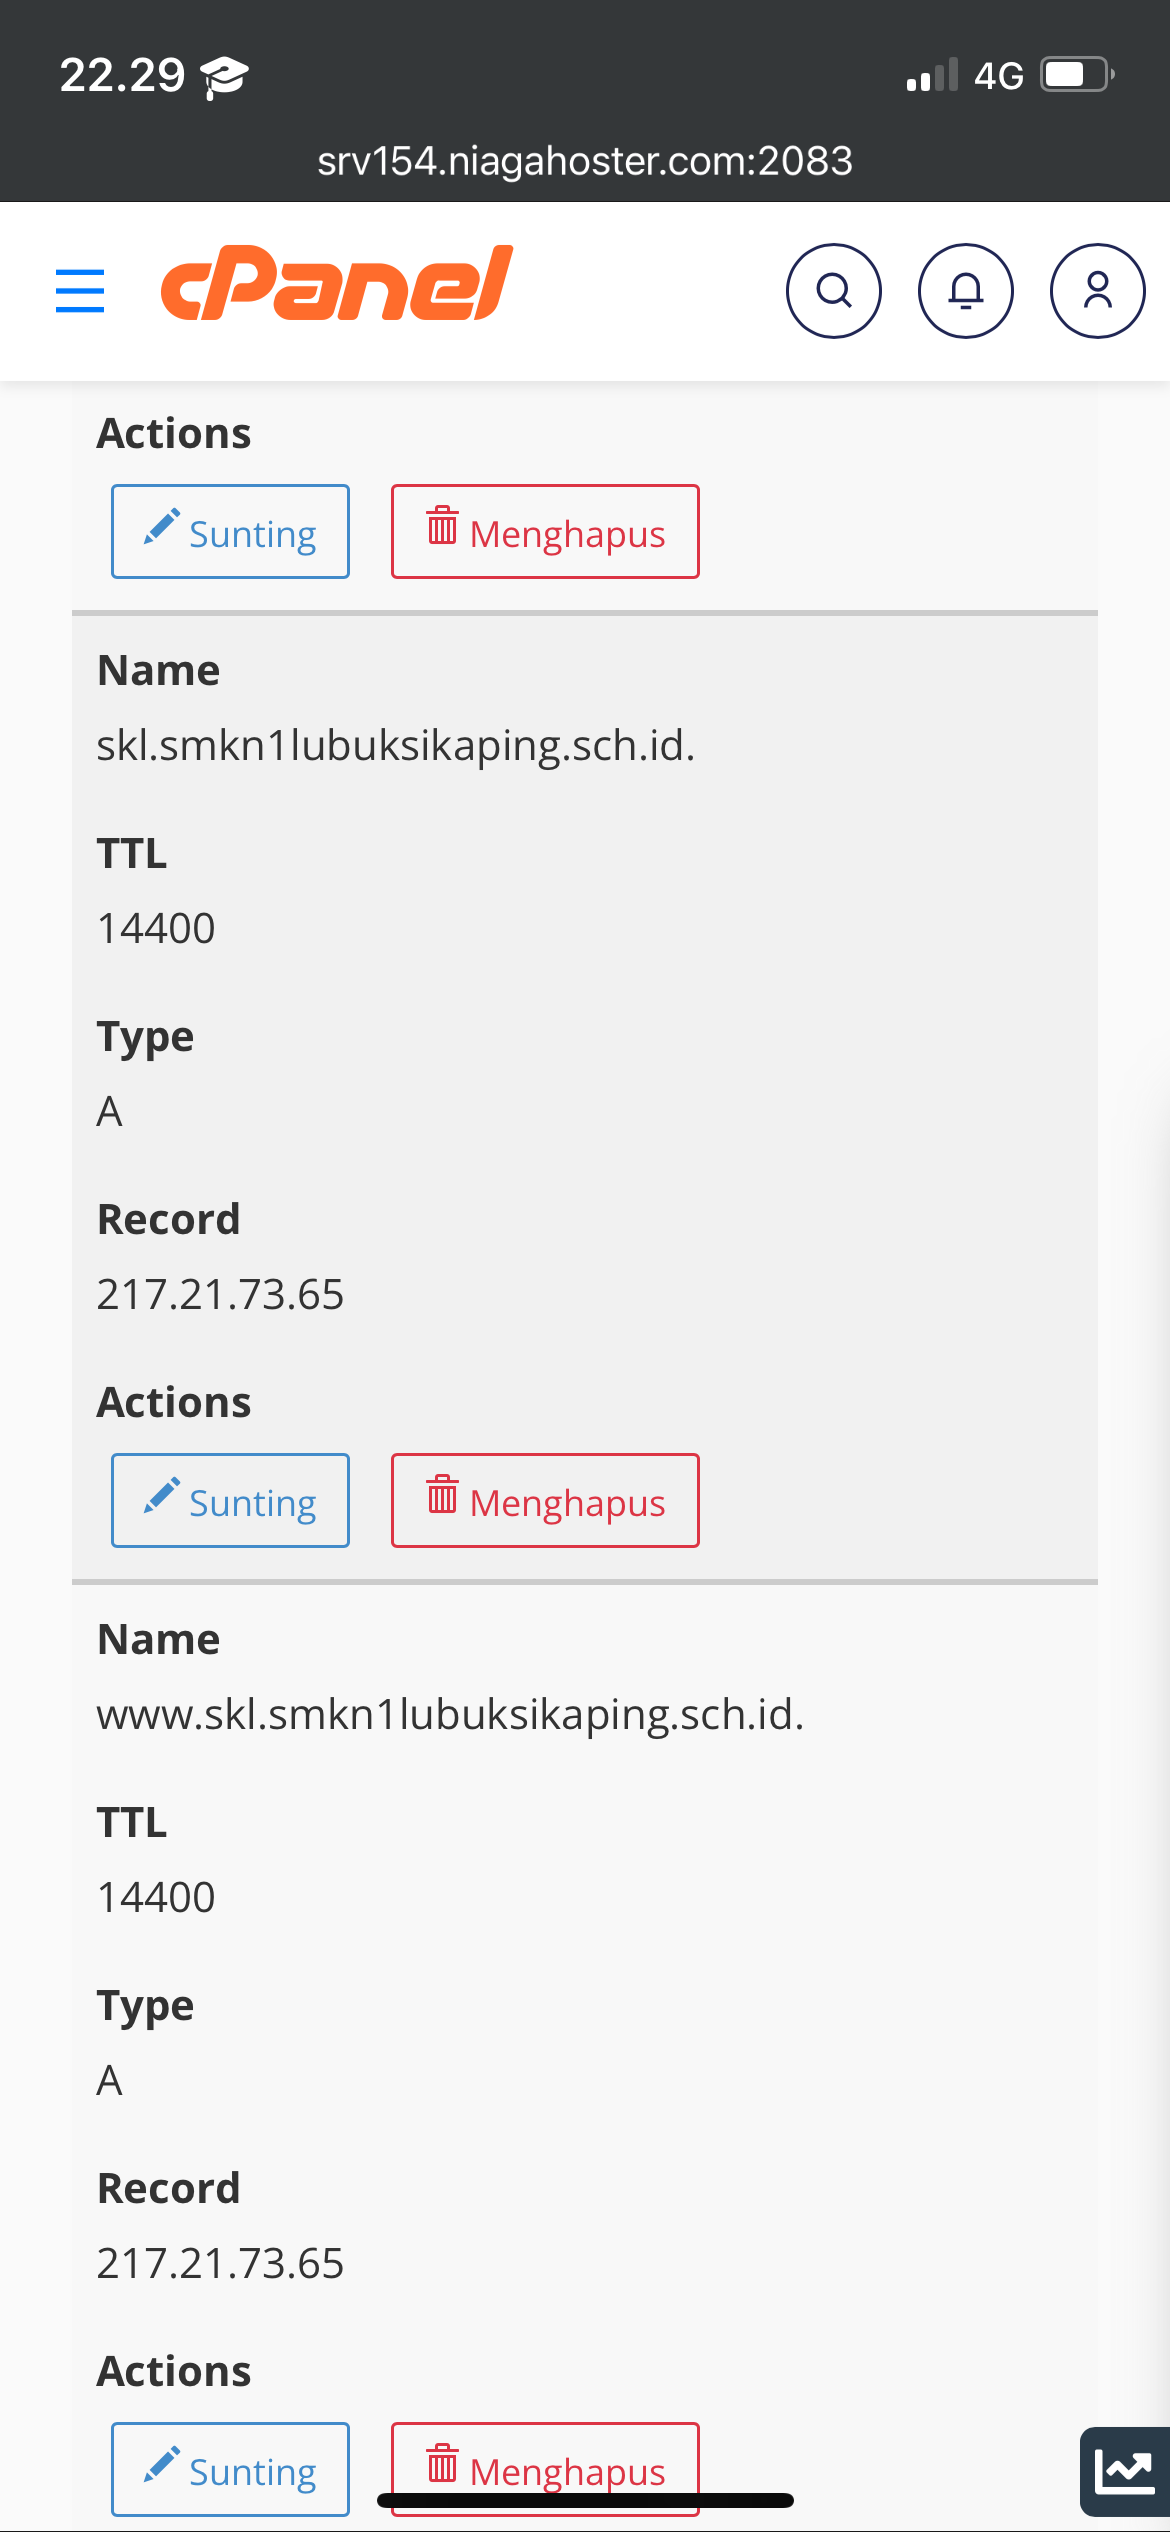 22.29
4G
srv154.niagahoster.com:2083
cPanel
Actions
Sunting
Menghapus
Name
skl.smkn1lubuksikaping.sch.id.
TTL
14400
Type
A
Record
217.21.73.65
Actions
Sunting
Menghapus
Name
www.skl.smkn1lubuksikaping.sch.id.
TTL
14400
Type
A
Record
217.21.73.65
Actions
Sunting
Menghapus